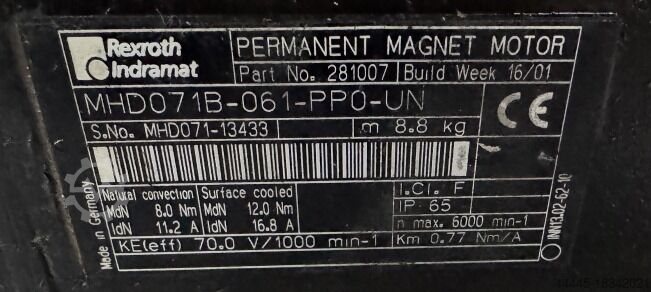 Rexroth
Indramat
PERMANENT MAGNET MOTOR
Part No. 281007 Build Week 16/01
MHD071B-061-PP0-UN
S.No. MHD071-13433 m 8.8 kg
CE
Made in Germany
Natural convection Surface cooled
MdN 8.0 Nm MdN 12.0 Nm
IdN 11.2 A IdN 16.8 A
KE(eff) 70.0 V/1000 min-1
I.Cl. F
IP 65
n max. 6000 min-1
Km 0.77 Nm/A